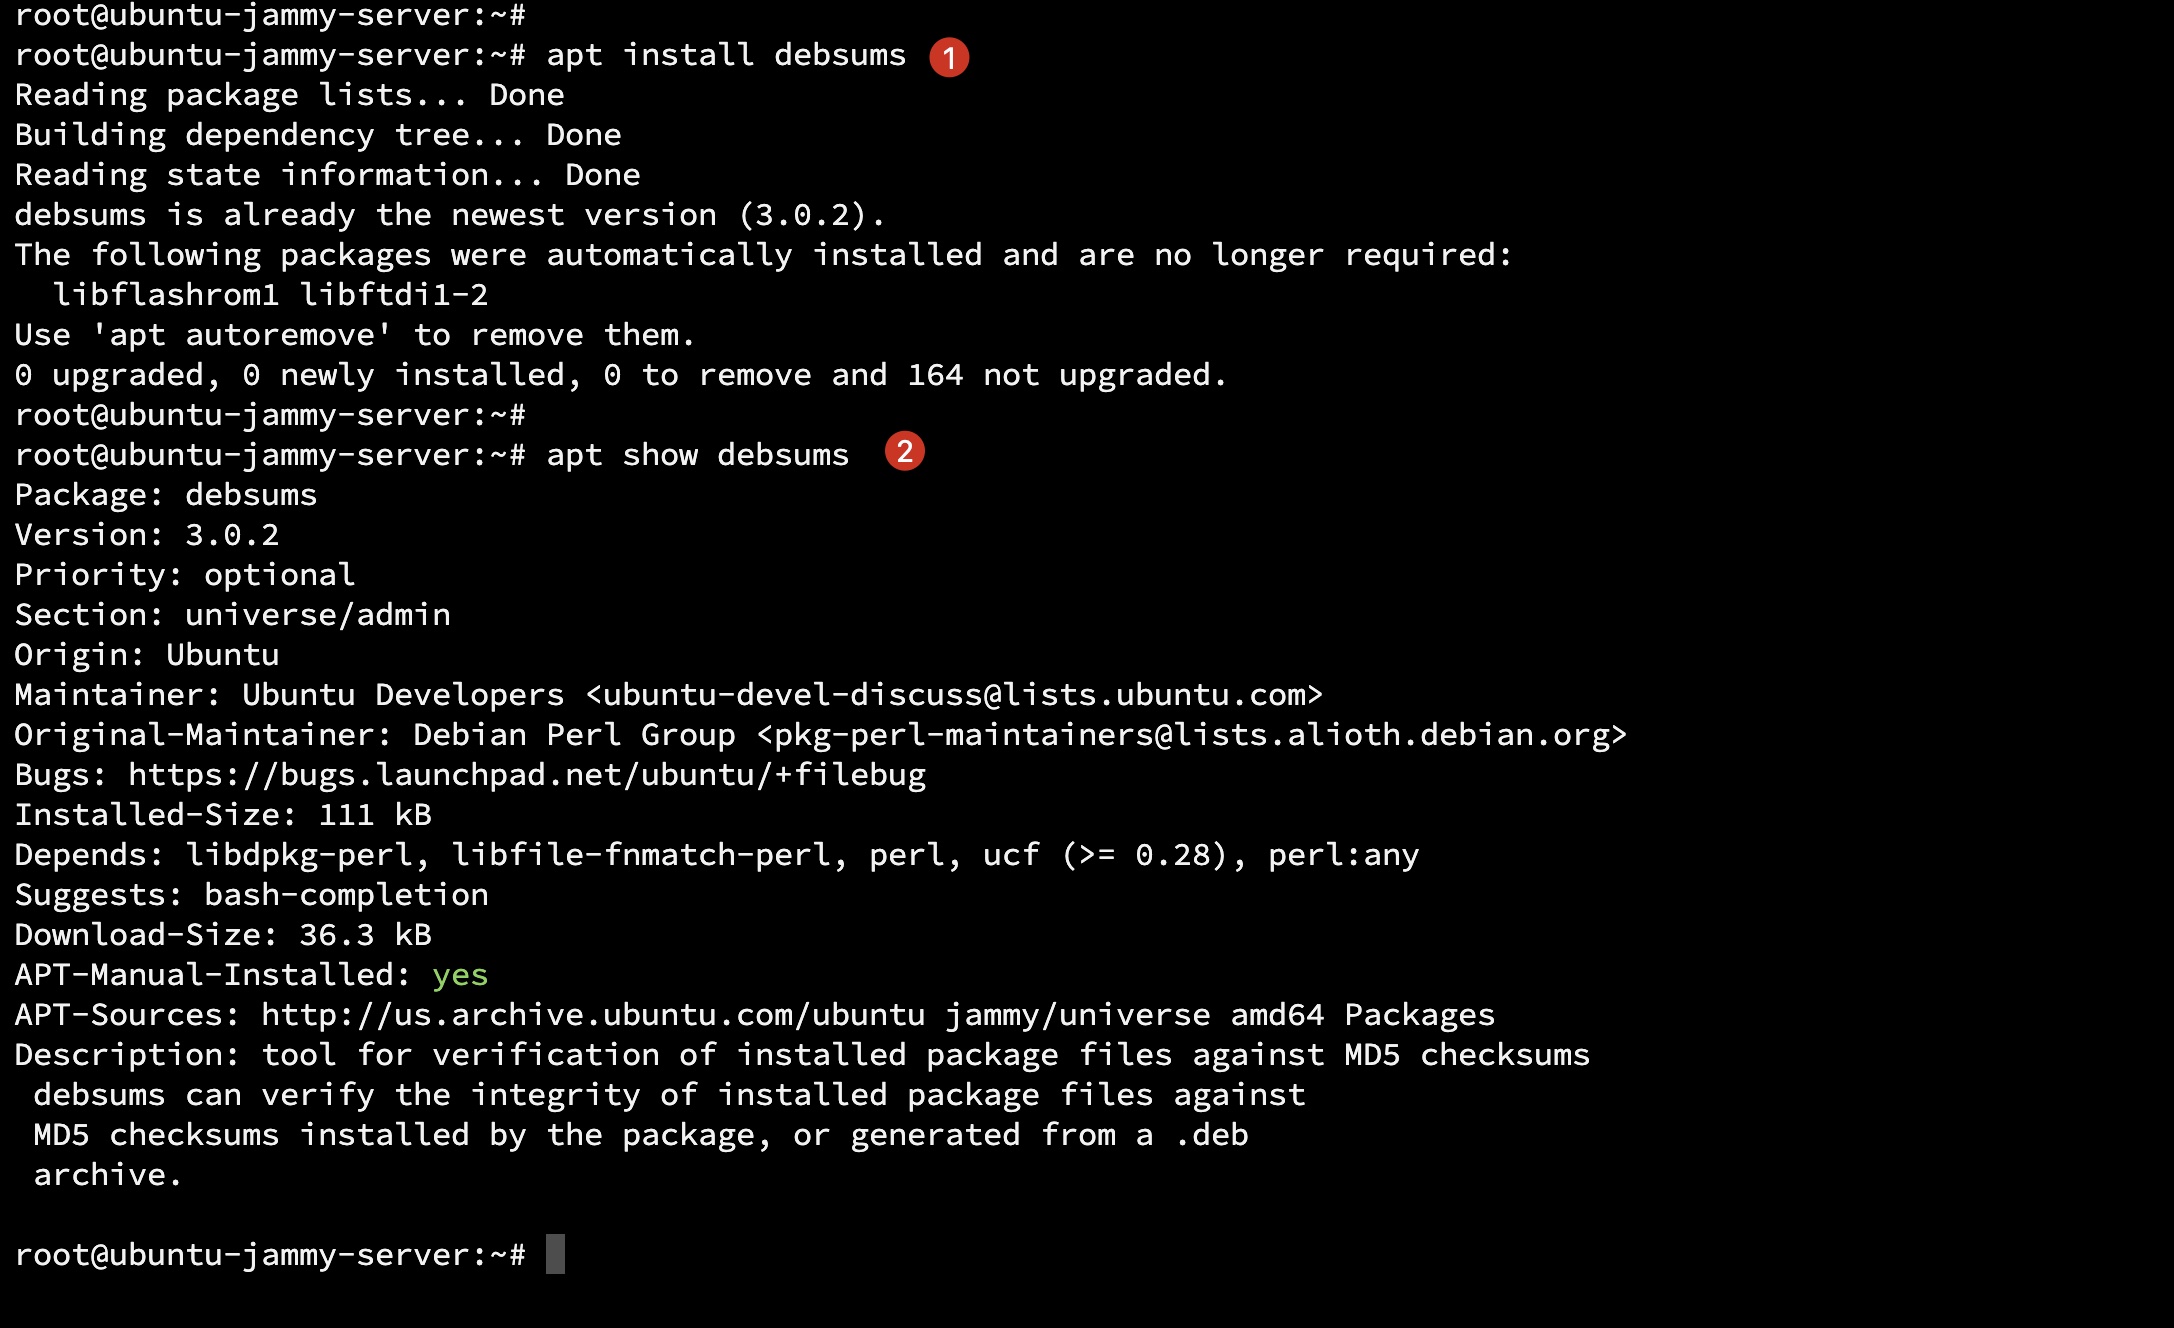 root@ubuntu-jammy-server:~#
root@ubuntu-jammy-server:~# apt install debsums 1
Reading package lists... Done
Building dependency tree... Done
Reading state information... Done
debsums is already the newest version (3.0.2).
The following packages were automatically installed and are no longer required:
  libflashrom1 libftdi1-2
Use 'apt autoremove' to remove them.
0 upgraded, 0 newly installed, 0 to remove and 164 not upgraded.
root@ubuntu-jammy-server:~#
root@ubuntu-jammy-server:~# apt show debsums 2
Package: debsums
Version: 3.0.2
Priority: optional
Section: universe/admin
Origin: Ubuntu
Maintainer: Ubuntu Developers <ubuntu-devel-discuss@lists.ubuntu.com>
Original-Maintainer: Debian Perl Group <pkg-perl-maintainers@lists.alioth.debian.org>
Bugs: https://bugs.launchpad.net/ubuntu/+filebug
Installed-Size: 111 kB
Depends: libdpkg-perl, libfile-fnmatch-perl, perl, ucf (>= 0.28), perl:any
Suggests: bash-completion
Download-Size: 36.3 kB
APT-Manual-Installed: yes
APT-Sources: http://us.archive.ubuntu.com/ubuntu jammy/universe amd64 Packages
Description: tool for verification of installed package files against MD5 checksums
 debsums can verify the integrity of installed package files against
 MD5 checksums installed by the package, or generated from a .deb
 archive.
root@ubuntu-jammy-server:~#